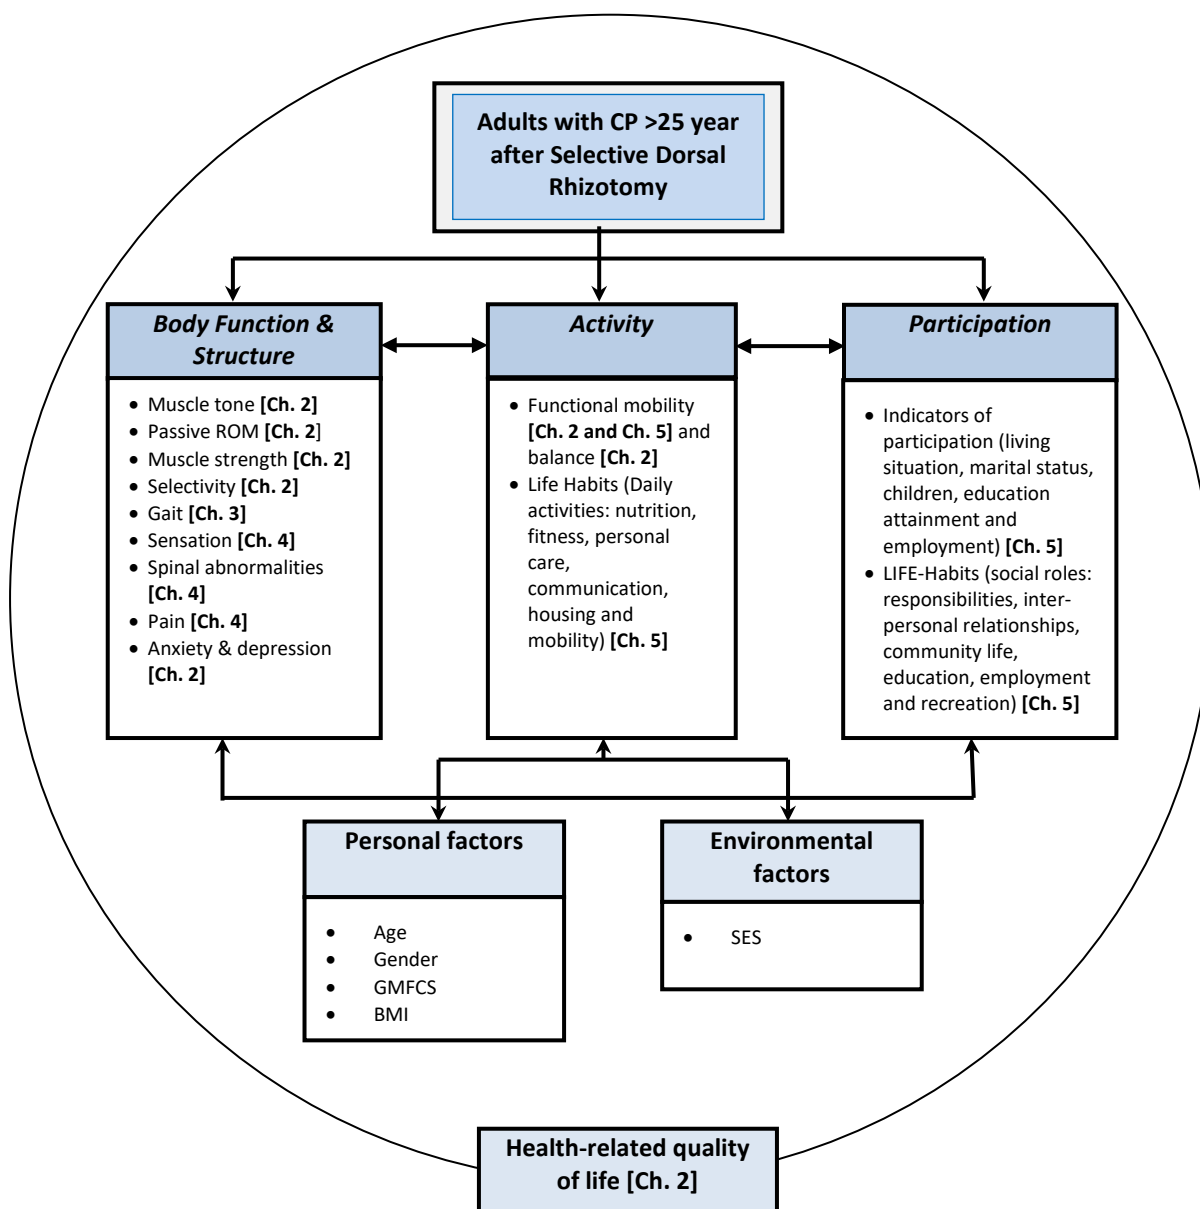 Adults with CP >25 year
after Selective Dorsal
Rhizotomy
Body Function &
Structure
• Muscle tone [Ch. 2]
• Passive ROM [Ch. 2]
• Muscle strength [Ch. 2]
• Selectivity [Ch. 2]
• Gait [Ch. 3]
• Sensation [Ch. 4]
• Spinal abnormalities
[Ch. 4]
• Pain [Ch. 4]
• Anxiety & depression
[Ch. 2]
Activity
• Functional mobility
[Ch. 2 and Ch. 5] and
balance [Ch. 2]
• Life Habits (Daily
activities: nutrition,
fitness, personal
care,
communication,
housing and
mobility) [Ch. 5]
Participation
• Indicators of
participation (living
situation, marital status,
children, education
attainment and
employment) [Ch. 5]
• LIFE-Habits (social roles:
responsibilities, inter-
personal relationships,
community life,
education, employment
and recreation) [Ch. 5]
Personal factors
• Age
• Gender
• GMFCS
• BMI
Environmental
factors
• SES
Health-related quality
of life [Ch. 2]